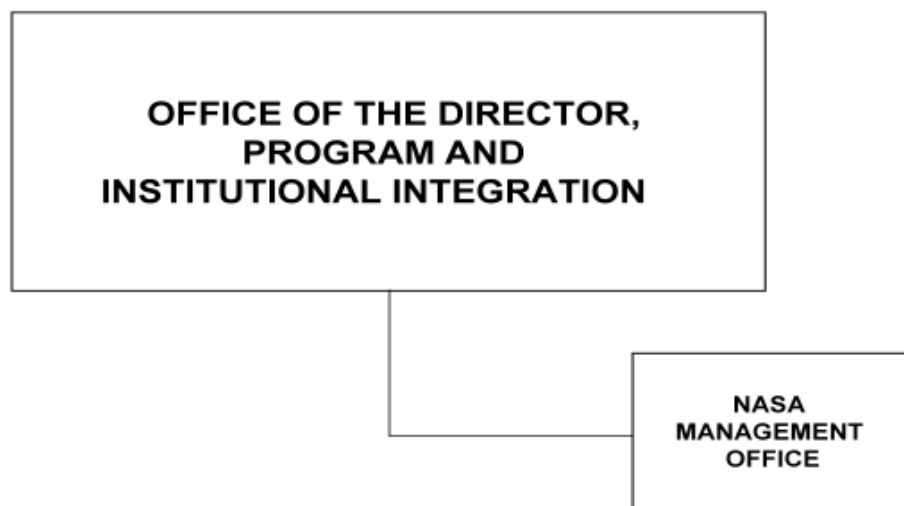 OFFICE OF THE DIRECTOR,
PROGRAM AND
INSTITUTIONAL INTEGRATION
NASA
MANAGEMENT
OFFICE